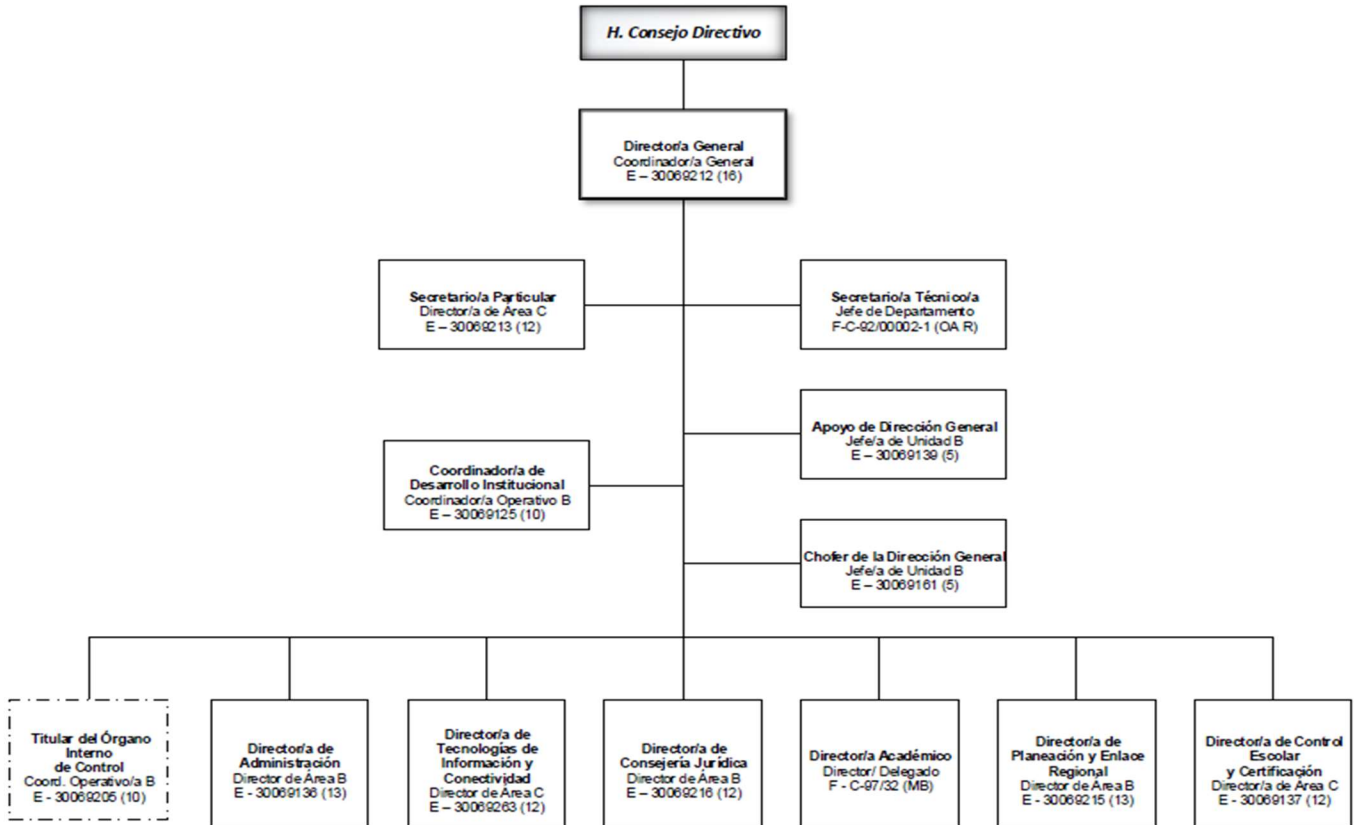 H. Consejo Directivo
Director/a General
Coordinador/a General
E – 30069212 (16)
Secretario/a Particular
Director/a de Área C
E – 30069213 (12)
Secretario/a Técnico/a
Jefe de Departamento
F-C-92/00002-1 (OA R)
Apoyo de Dirección General
Jefe/a de Unidad B
E – 30069139 (5)
Coordinador/a de
Desarrollo Institucional
Coordinador/a Operativo B
E – 30069125 (10)
Chofer de la Dirección General
Jefe/a de Unidad B
E – 30069161 (5)
Titular del Órgano
Interno
de Control
Coord. Operativo/a B
E - 30069205 (10)
Director/a de
Administración
Director de Área B
E - 30069136 (13)
Director/a de
Tecnologías de
Información y
Conectividad
Director de Área C
E – 30069263 (12)
Director/a de
Consejería Jurídica
Director de Área B
E – 30069216 (12)
Director/a Académico
Director/ Delegado
F - C-97/32 (MB)
Director/a de
Planeación y Enlace
Regional
Director de Area B
E - 30069215 (13)
Director/a de Control
Escolar
y Certificación
Director/a de Área C
E - 30069137 (12)